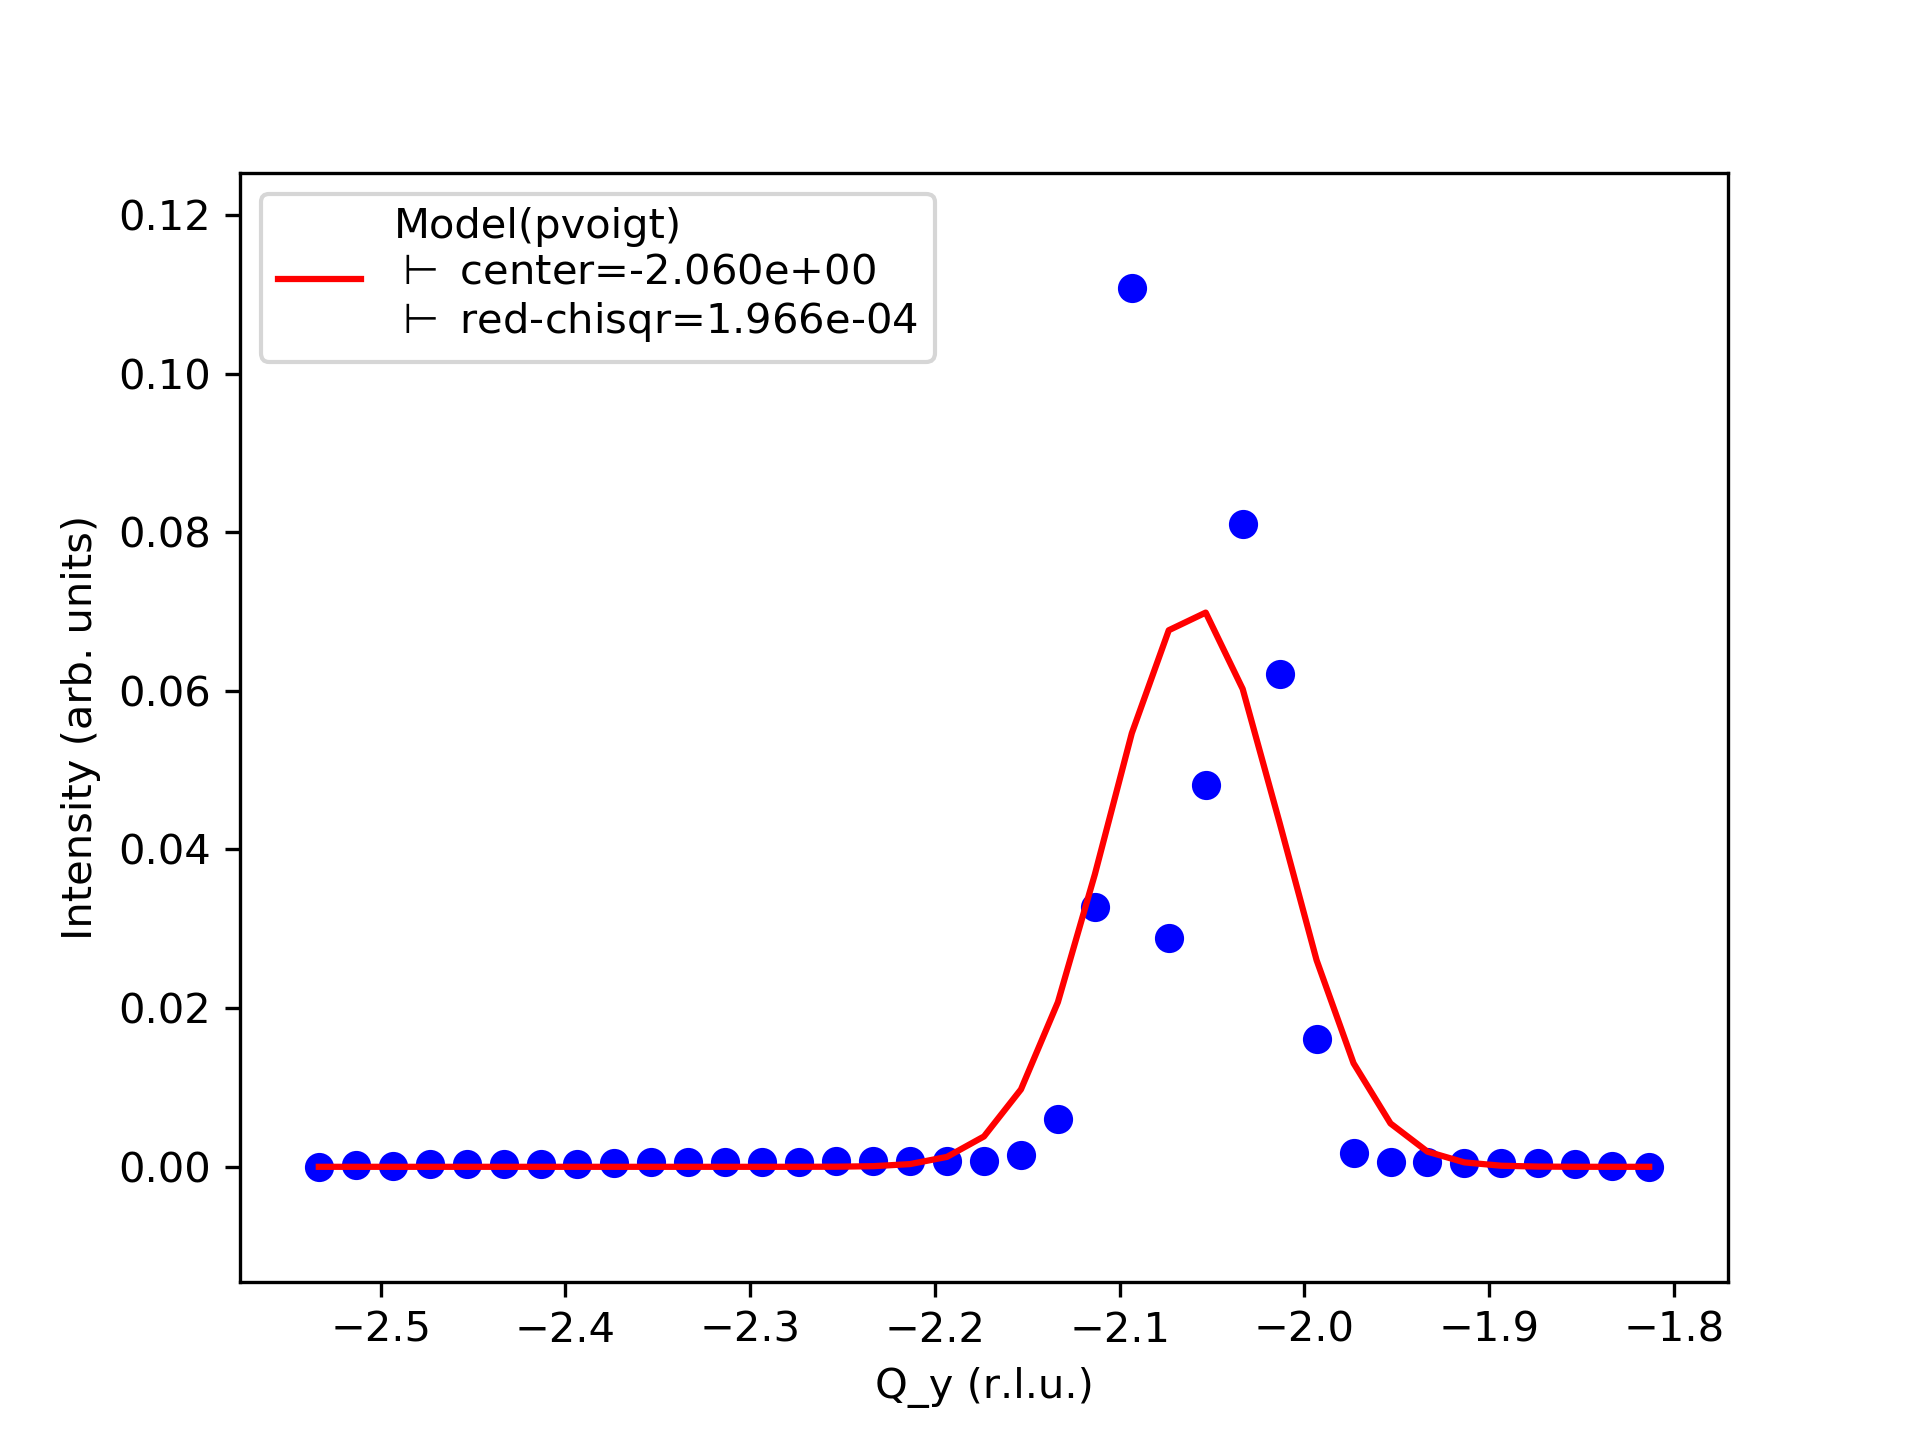 Model(pvoigt)
⊢ center=-2.060e+00
⊢ red-chisqr=1.966e-04
0.12
0.10
0.08
0.06
0.04
0.02
0.00
Intensity (arb. units)
−2.5 −2.4 −2.3 −2.2 −2.1 −2.0 −1.9 −1.8
Q_y (r.l.u.)